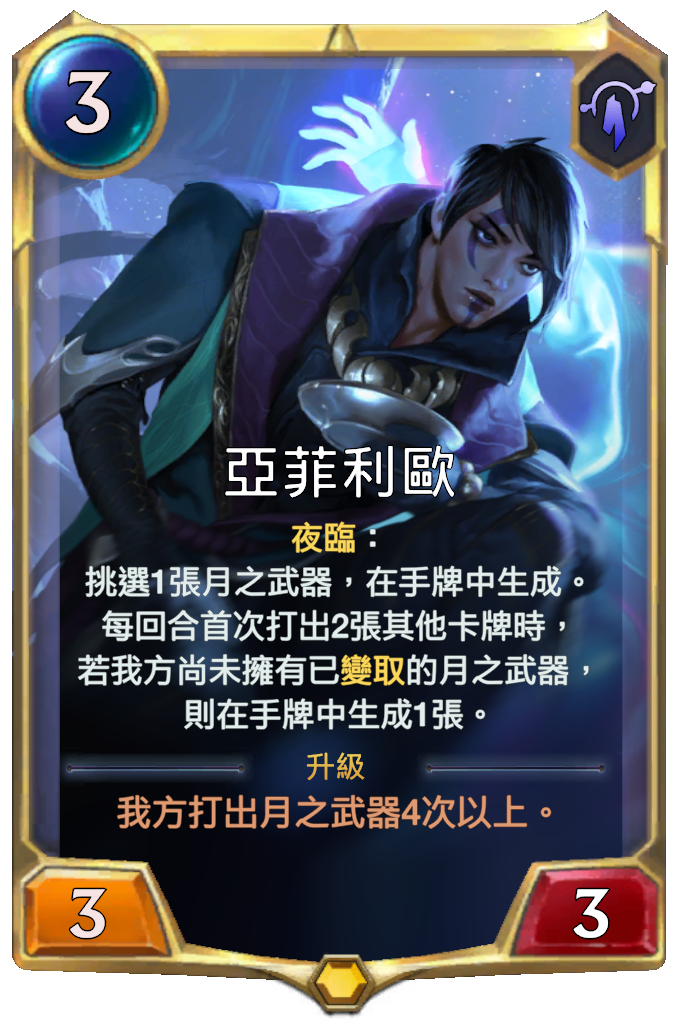 3
亞菲利歐
夜臨：
挑選1張月之武器，在手牌中生成。
每回合首次打出2張其他卡牌時，
若我方尚未擁有已變取的月之武器，
則在手牌中生成1張。
升級
我方打出月之武器4次以上。
3
3